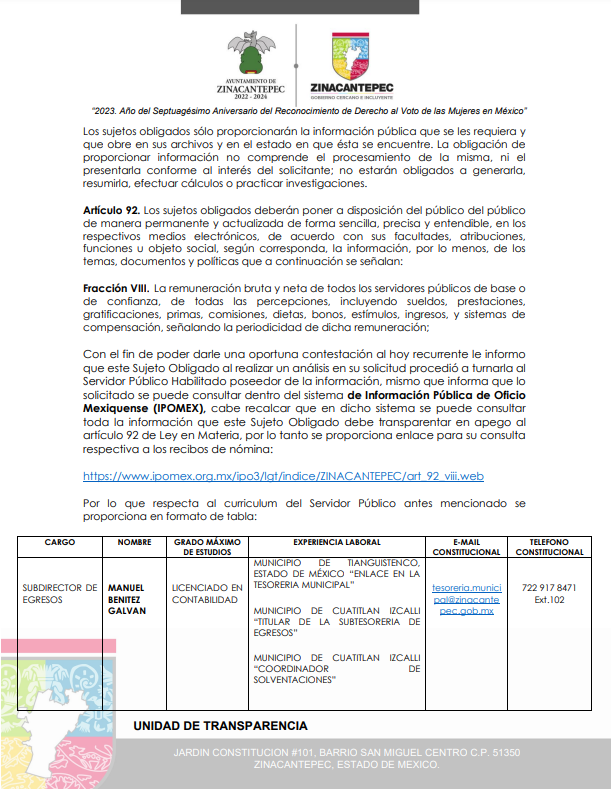 AYUNTAMIENTO DE
ZINACANTEPEC
2022 - 2024
ZINACANTEPEC
GOBIERNO CERCANO E INCLUYENTE
"2023. Año del Septuagésimo Aniversario del Reconocimiento de Derecho al Voto de las Mujeres en México"
Los sujetos obligados sólo proporcionarán la información pública que se les requiera y
que obre en sus archivos y en el estado en que ésta se encuentre. La obligación de
proporcionar información no comprende el procesamiento de la misma, ni el
presentarla conforme al interés del solicitante; no estarán obligados a generarla,
resumirla, efectuar cálculos o practicar investigaciones.
Artículo 92. Los sujetos obligados deberán poner a disposición del público del público
de manera permanente y actualizada de forma sencilla, precisa y entendible, en los
respectivos medios electrónicos, de acuerdo con sus facultades, atribuciones,
funciones u objeto social, según corresponda, la información, por lo menos, de los
temas, documentos y políticas que a continuación se señalan:
Fracción VIII. La remuneración bruta y neta de todos los servidores públicos de base o
de confianza, de todas las percepciones, incluyendo sueldos, prestaciones,
gratificaciones, primas, comisiones, dietas, bonos, estímulos, ingresos, y sistemas de
compensación, señalando la periodicidad de dicha remuneración;
Con el fin de poder darle una oportuna contestación al hoy recurrente le informo
que este Sujeto Obligado al realizar un análisis en su solicitud procedió a turnarla al
Servidor Público Habilitado poseedor de la información, mismo que informa que lo
solicitado se puede consultar dentro del sistema de Información Pública de Oficio
Mexiquense (IPOMEX), cabe recalcar que en dicho sistema se puede consultar
toda la información que este Sujeto Obligado debe transparentar en apego al
artículo 92 de Ley en Materia, por lo tanto se proporciona enlace para su consulta
respectiva a los recibos de nómina:
https://www.ipomex.org.mx/ipo3/lgt/indice/ZINACANTEPEC/art_92_viii.web
Por lo que respecta al curriculum del Servidor Público antes mencionado se
proporciona en formato de tabla:
CARGO NOMBRE GRADO MÁXIMO DE ESTUDIOS EXPERIENCIA LABORAL E-MAIL CONSTITUCIONAL TELEFONO CONSTITUCIONAL
SUBDIRECTOR DE
EGRESOS
MANUEL
BENITEZ
GALVAN
LICENCIADO EN
CONTABILIDAD
MUNICIPIO DE TIANGUISTENCO,
ESTADO DE MÉXICO "ENLACE EN LA
TESORERIA MUNICIPAL"
MUNICIPIO DE CUATITLAN IZCALLI
"TITULAR DE LA SUBTESORERIA DE
EGRESOS"
MUNICIPIO DE CUATITLAN IZCALLI
"COORDINADOR DE
SOLVENTACIONES"
tesoreria.munici
pal@zinacante
pec.gob.mx
722 917 8471
Ext.102
UNIDAD DE TRANSPARENCIA
JARDIN CONSTITUCION #101, BARRIO SAN MIGUEL CENTRO C.P. 51350
ZINACANTEPEC, ESTADO DE MEXICO.